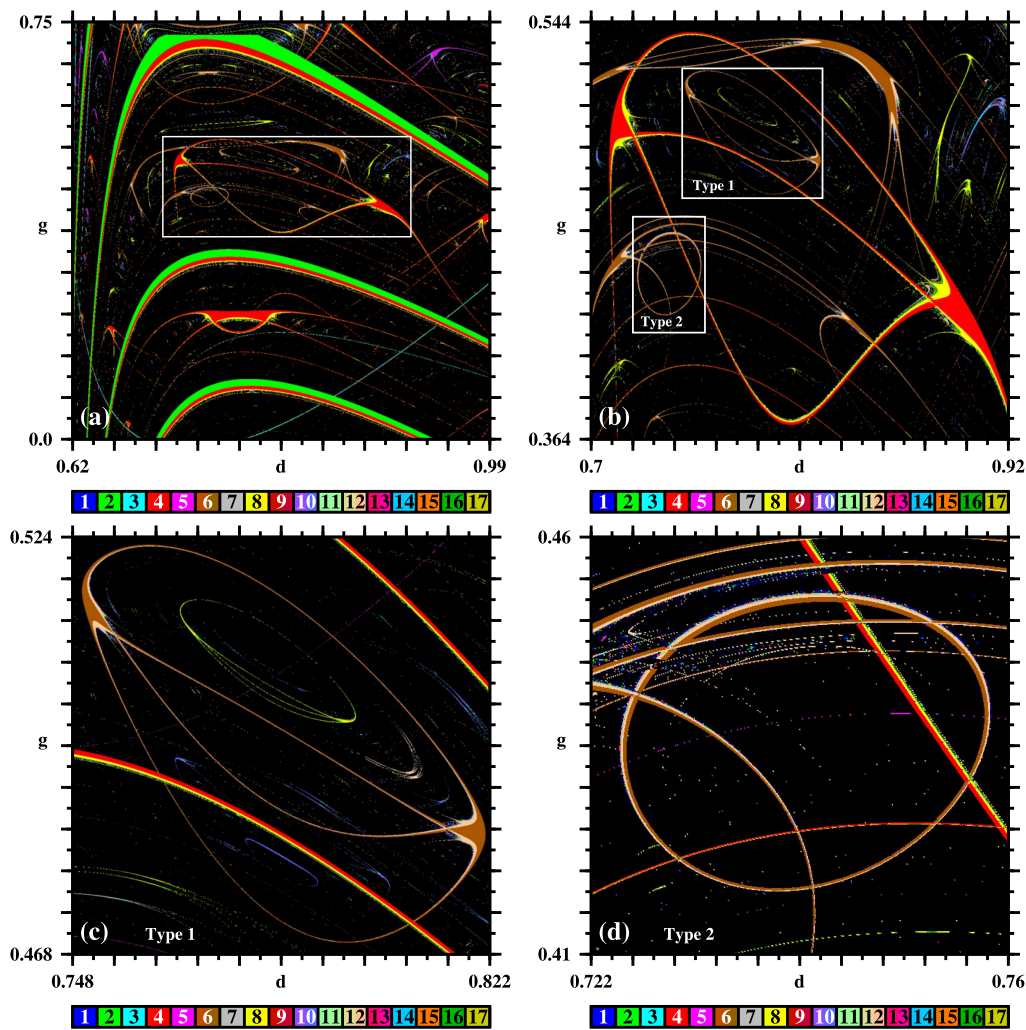 0.75
g
(a)
0.0
0.62 d 0.99
1 2 3 4 5 6 7 8 9 10 11 12 13 14 15 16 17
0.544
Type 1
g
Type 2
(b)
0.364
0.7 d 0.92
1 2 3 4 5 6 7 8 9 10 11 12 13 14 15 16 17
0.524
g
(c) Type 1
0.468
0.748 d 0.822
1 2 3 4 5 6 7 8 9 10 11 12 13 14 15 16 17
0.46
g
(d) Type 2
0.41
0.722 d 0.76
1 2 3 4 5 6 7 8 9 10 11 12 13 14 15 16 17